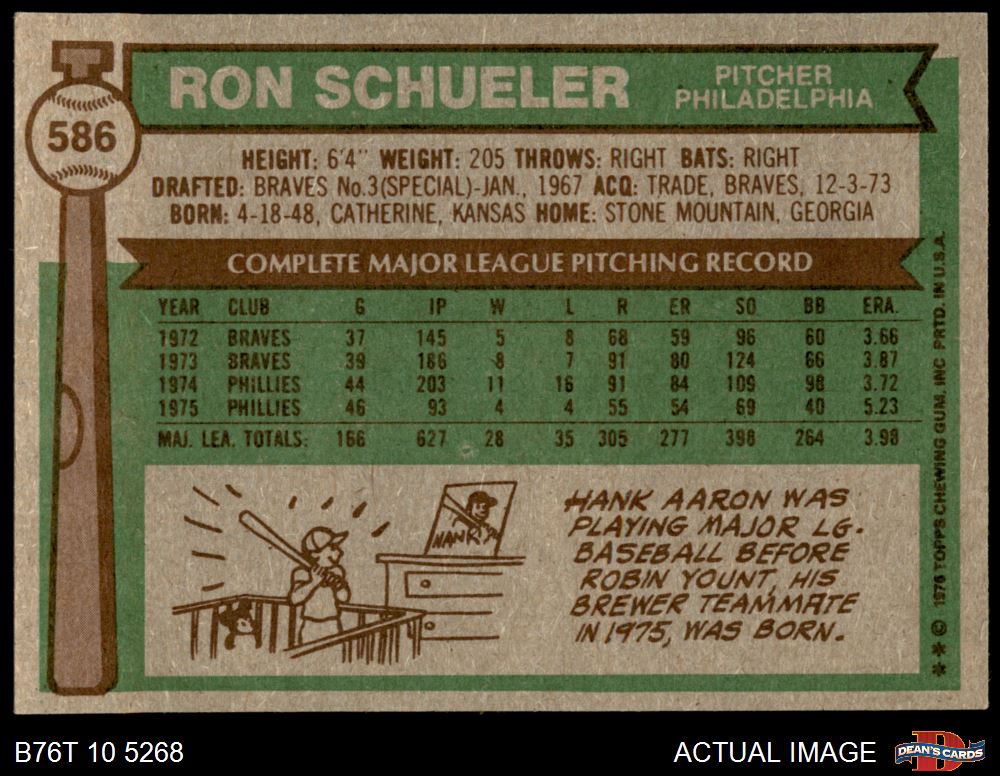 RON SCHUELER
PITCHER
PHILADELPHIA
586
HEIGHT: 6'4" WEIGHT: 205 THROWS: RIGHT BATS: RIGHT
DRAFTED: BRAVES No.3(SPECIAL)-JAN., 1967 ACQ: TRADE, BRAVES, 12-3-73
BORN: 4-18-48, CATHERINE, KANSAS HOME: STONE MOUNTAIN, GEORGIA
COMPLETE MAJOR LEAGUE PITCHING RECORD
YEAR CLUB G IP W L R ER SO BB ERA.
1972 BRAVES 37 145 5 8 68 59 96 60 3.66
1973 BRAVES 39 186 8 7 91 80 124 66 3.87
1974 PHILLIES 44 203 11 16 91 84 109 98 3.72
1975 PHILLIES 46 93 4 4 55 54 69 40 5.23
MAJ. LEA. TOTALS: 166 627 28 35 305 277 398 264 3.98
HANK
HANK AARON WAS
PLAYING MAJOR LG.
BASEBALL BEFORE
ROBIN YOUNT, HIS
BREWER TEAMMATE
IN 1975, WAS BORN.
** © 1976 TOPPS CHEWING GUM, INC PRTD. IN U.S.A.
B76T 10 5268
ACTUAL IMAGE
DEAN'S CARDS